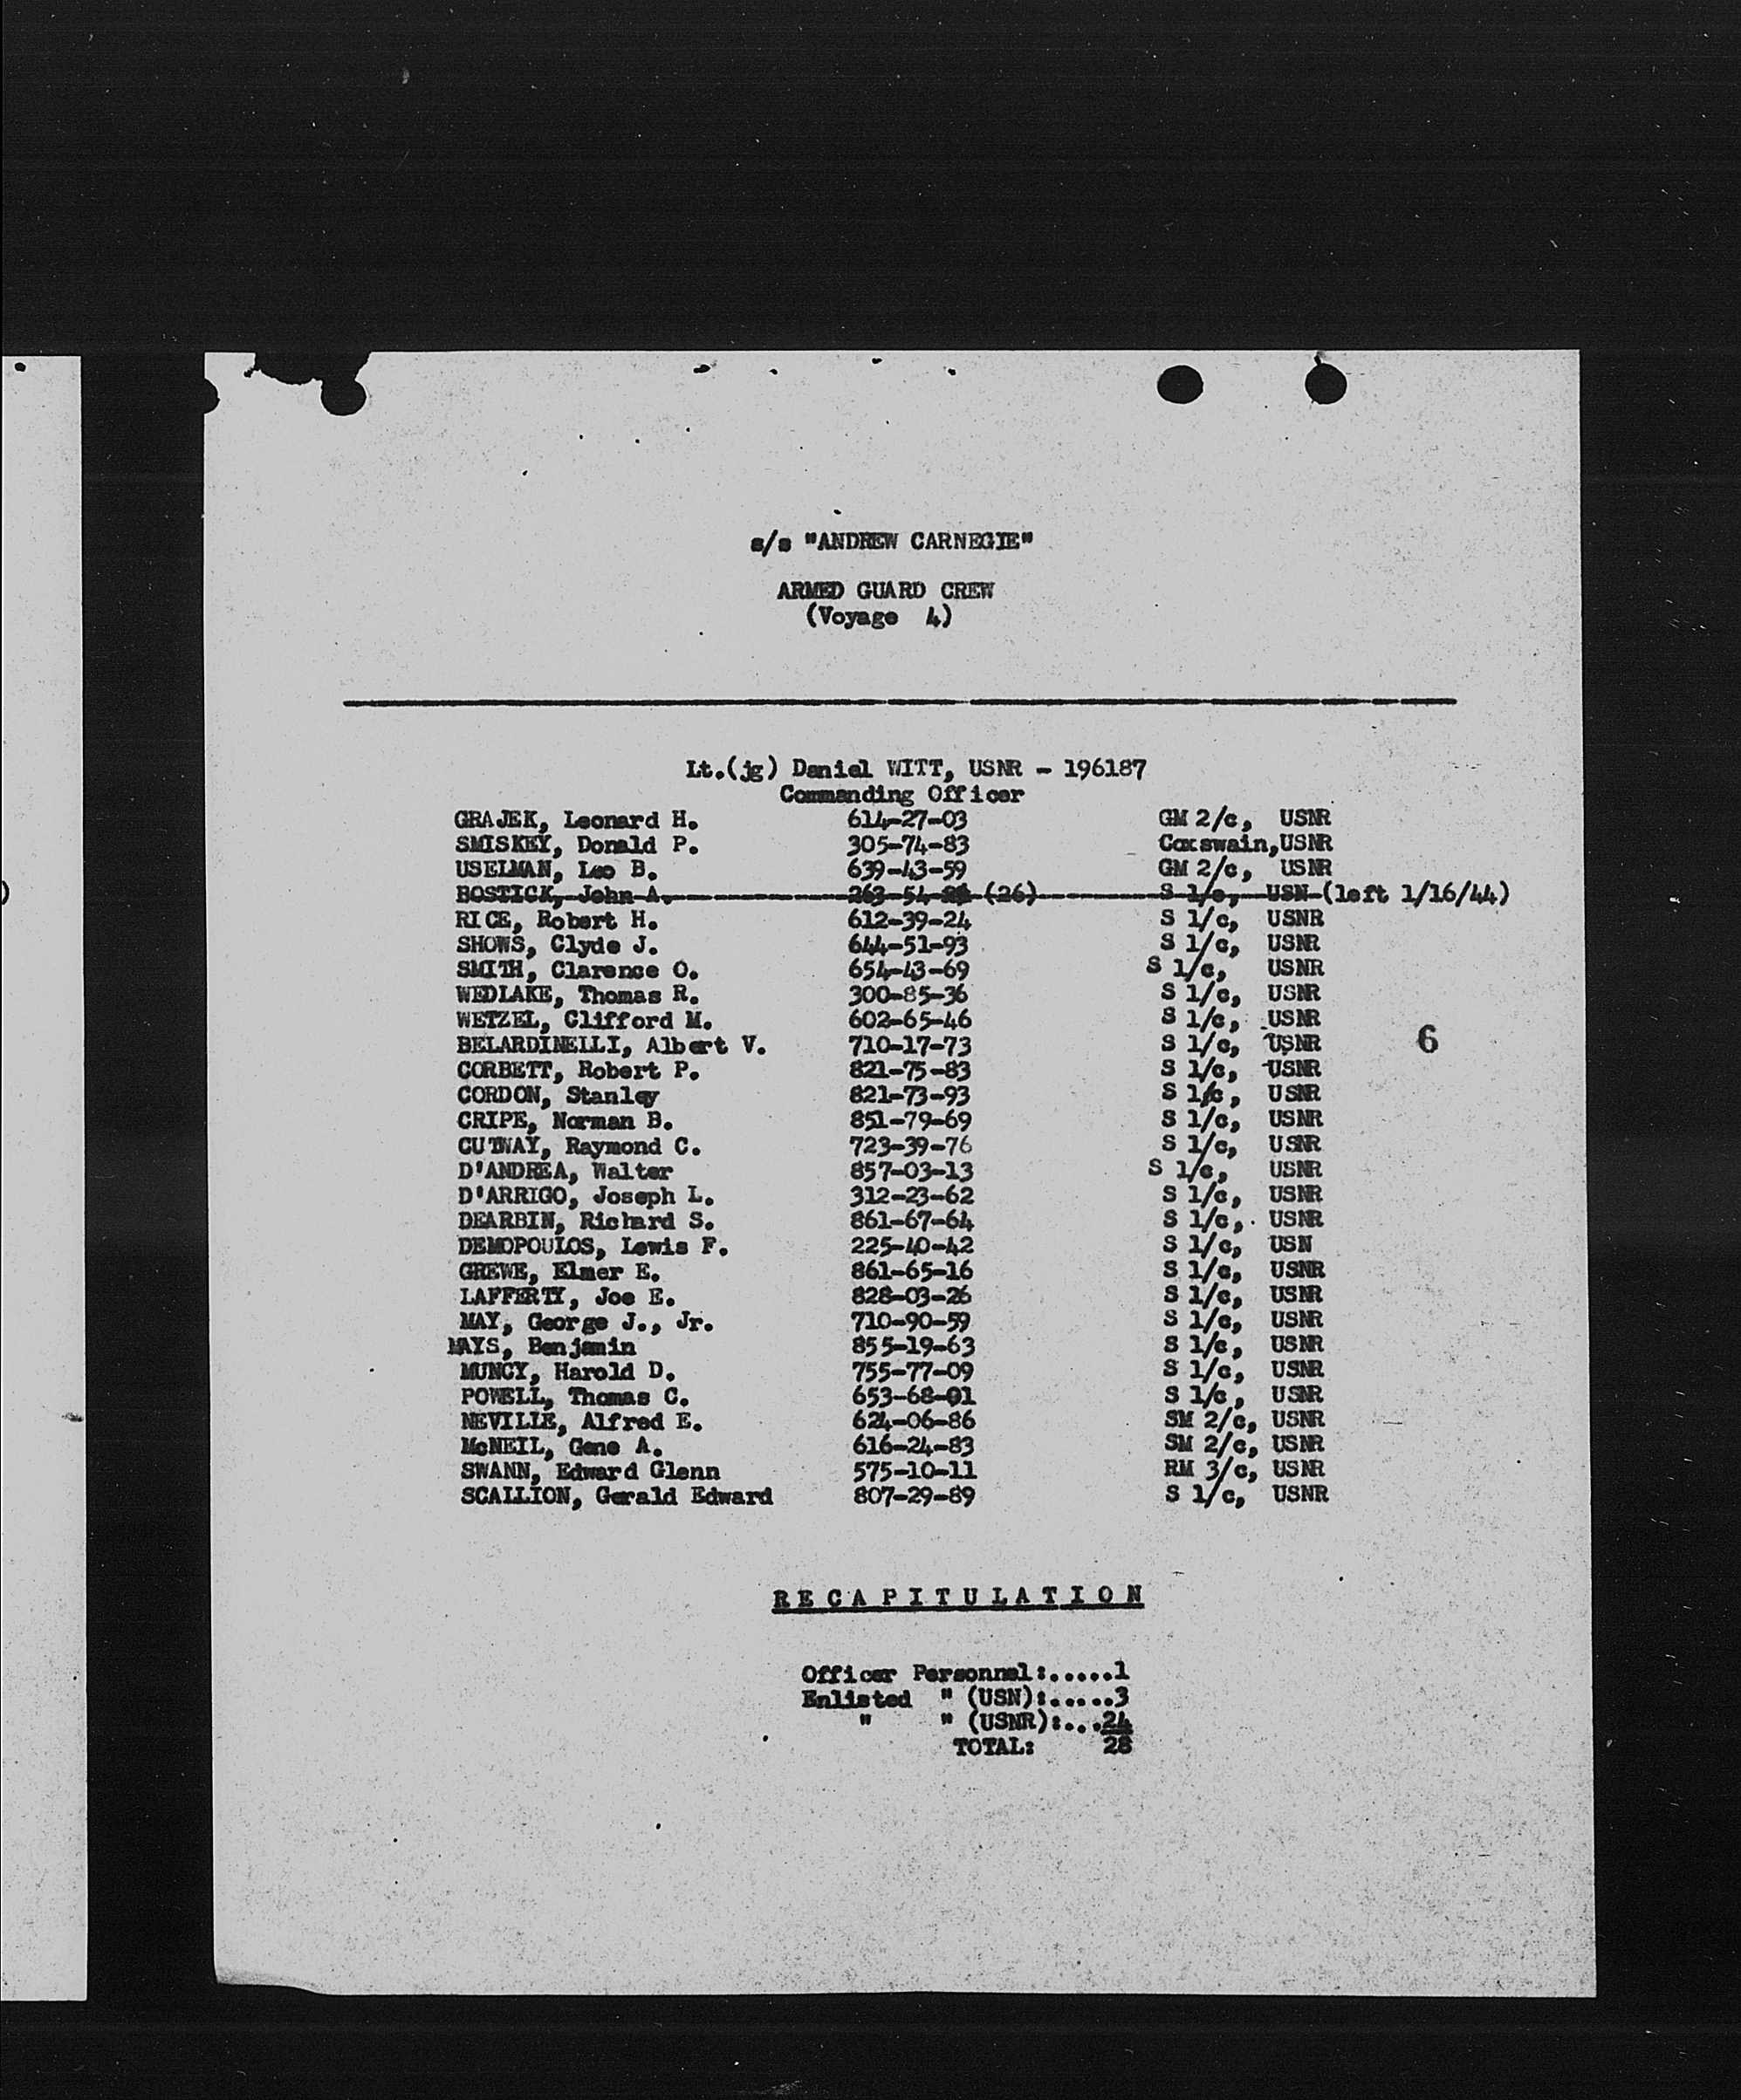 s/s "ANDREW CARNEGIE"
ARMED GUARD CREW
(Voyage 4)
Lt.(jg) Daniel WITT, USNR - 196187
Commanding Officer
GRAJEK, Leonard H. 614-27-03 GM 2/c, USNR
SMISKEY, Donald P. 305-74-83 Coxswain,USNR
USELMAN, Leo B. 639-43-59 GM 2/c, USNR
BOSTICK, John A. 263-54- (26) S 1/c, USN (left 1/16/44)
RICE, Robert H. 612-39-24 S 1/c, USNR
SHOWS, Clyde J. 644-51-93 S 1/c, USNR
SMITH, Clarence O. 654-43-69 S 1/c, USNR
WEDLAKE, Thomas R. 300-85-36 S 1/c, USNR
WETZEL, Clifford M. 602-65-46 S 1/c, USNR
BELARDINELLI, Albert V. 710-17-73 S 1/c, USNR 6
CORBETT, Robert P. 821-75-83 S 1/c, USNR
CORDON, Stanley 821-73-93 S 1/c, USNR
CRIPE, Norman B. 851-79-69 S 1/c, USNR
CUTWAY, Raymond C. 723-39-76 S 1/c, USNR
D'ANDREA, Walter 857-03-13 S 1/c, USNR
D'ARRIGO, Joseph L. 312-23-62 S 1/c, USNR
DEARBIN, Richard S. 861-67-64 S 1/c, USNR
DEMOPOULOS, Lewis F. 225-40-42 S 1/c, USN
GREWE, Elmer E. 861-65-16 S 1/c, USNR
LAFFERTY, Joe E. 828-03-26 S 1/c, USNR
MAY, George J., Jr. 710-90-59 S 1/c, USNR
MAYS, Benjamin 855-19-63 S 1/c, USNR
MUNCY, Harold D. 755-77-09 S 1/c, USNR
POWELL, Thomas C. 653-68-01 S 1/c, USNR
NEVILLE, Alfred E. 624-06-86 SM 2/c, USNR
McNEIL, Gene A. 616-24-83 SM 2/c, USNR
SWANN, Edward Glenn 575-10-11 RM 3/c, USNR
SCALLION, Gerald Edward 807-29-89 S 1/c, USNR
R E C A P I T U L A T I O N
Officer Personnel:.....1
Enlisted " (USN):.....3
" " (USNR):...24
TOTAL: 28